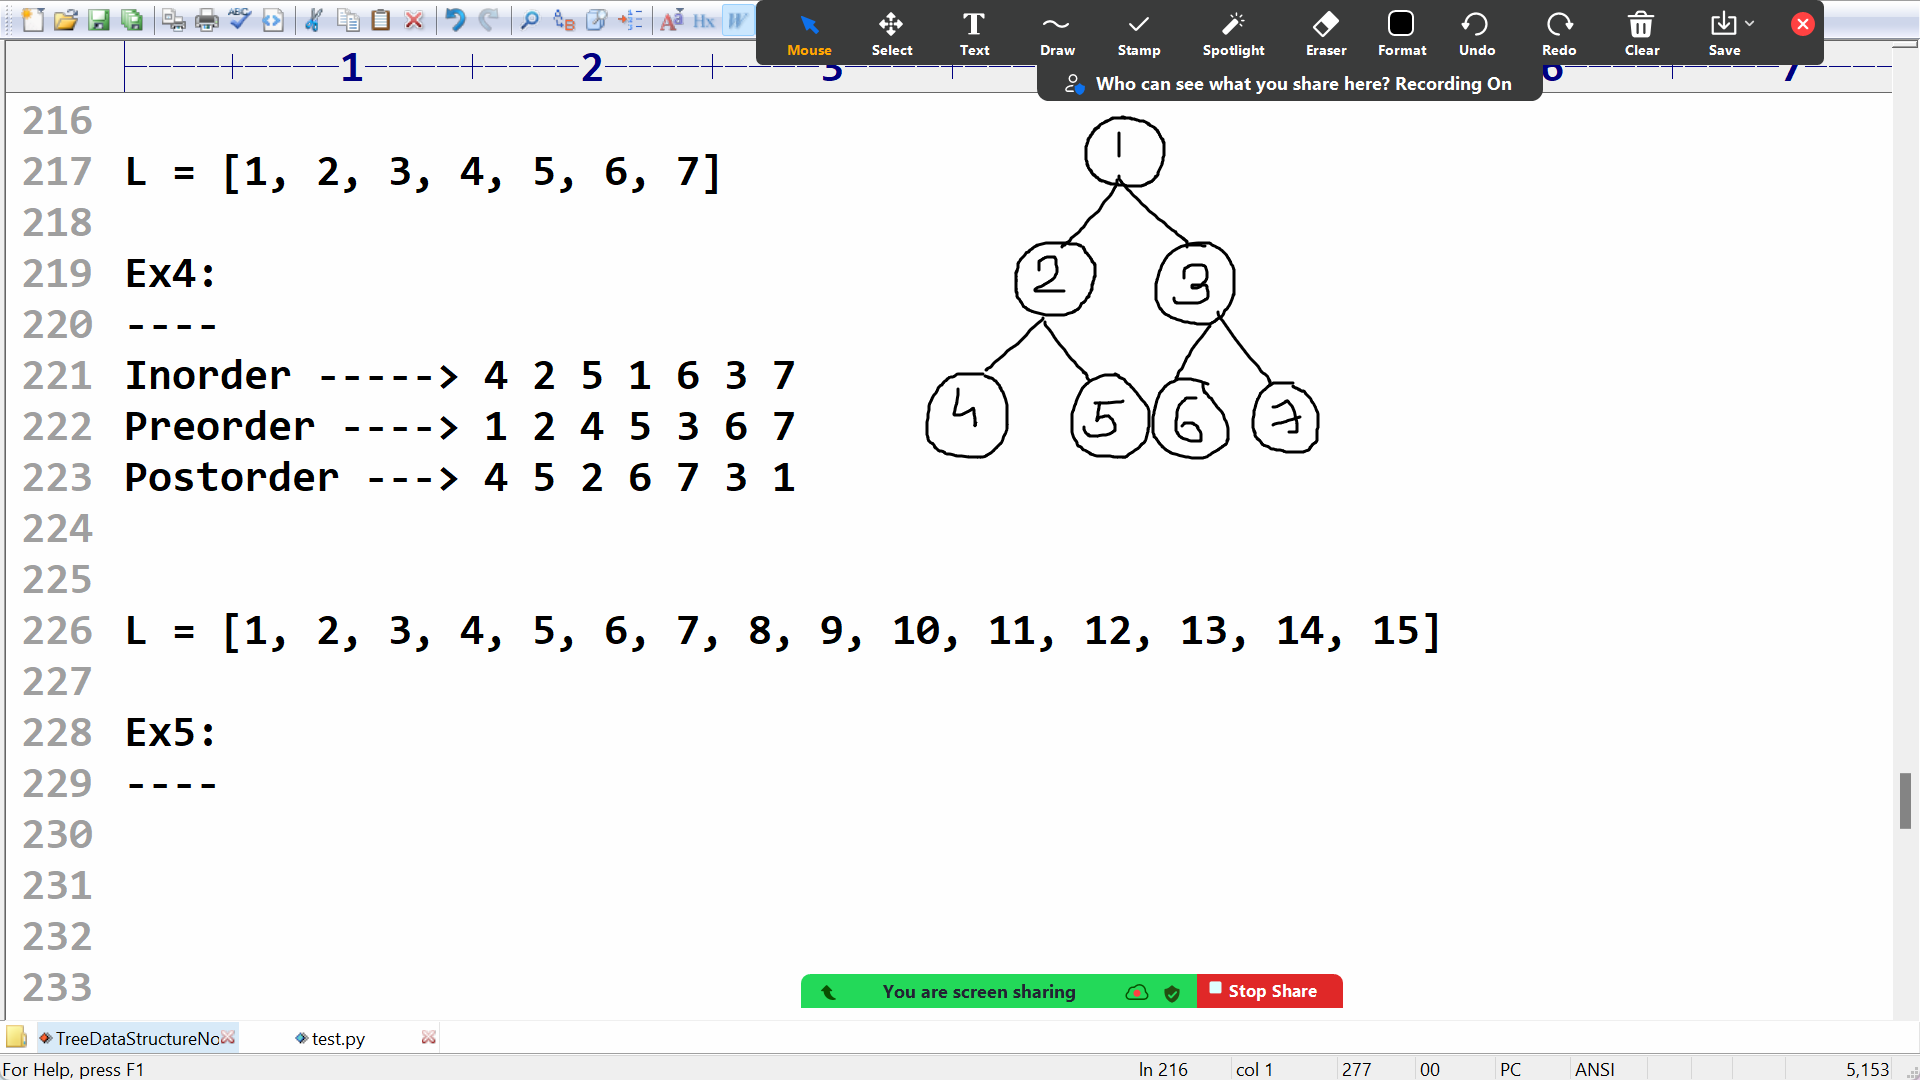 Mouse Select Text Draw Stamp Spotlight Eraser Format Undo Redo Clear Save
Who can see what you share here? Recording On
1 2 3 6 7
216
217 L = [1, 2, 3, 4, 5, 6, 7]
218
219 Ex4:
220 ----
221 Inorder -----> 4 2 5 1 6 3 7
222 Preorder ----> 1 2 4 5 3 6 7
223 Postorder ---> 4 5 2 6 7 3 1
224
225
226 L = [1, 2, 3, 4, 5, 6, 7, 8, 9, 10, 11, 12, 13, 14, 15]
227
228 Ex5:
229 ----
230
231
232
233
1
2 3
4 5 6 7
You are screen sharing Stop Share
TreeDataStructureNo test.py
For Help, press F1 ln 216 col 1 277 00 PC ANSI 5,153